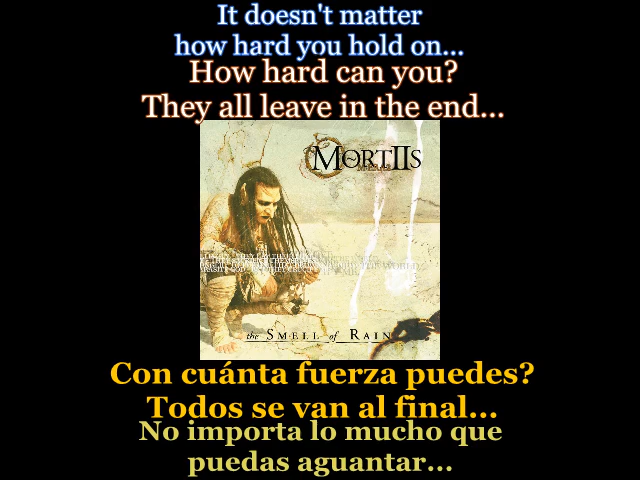 It doesn't matter
how hard you hold on...
How hard can you?
They all leave in the end...
MORTIIS
the SMELL of RAIN
Con cuánta fuerza puedes?
Todos se van al final...
No importa lo mucho que
puedas aguantar...